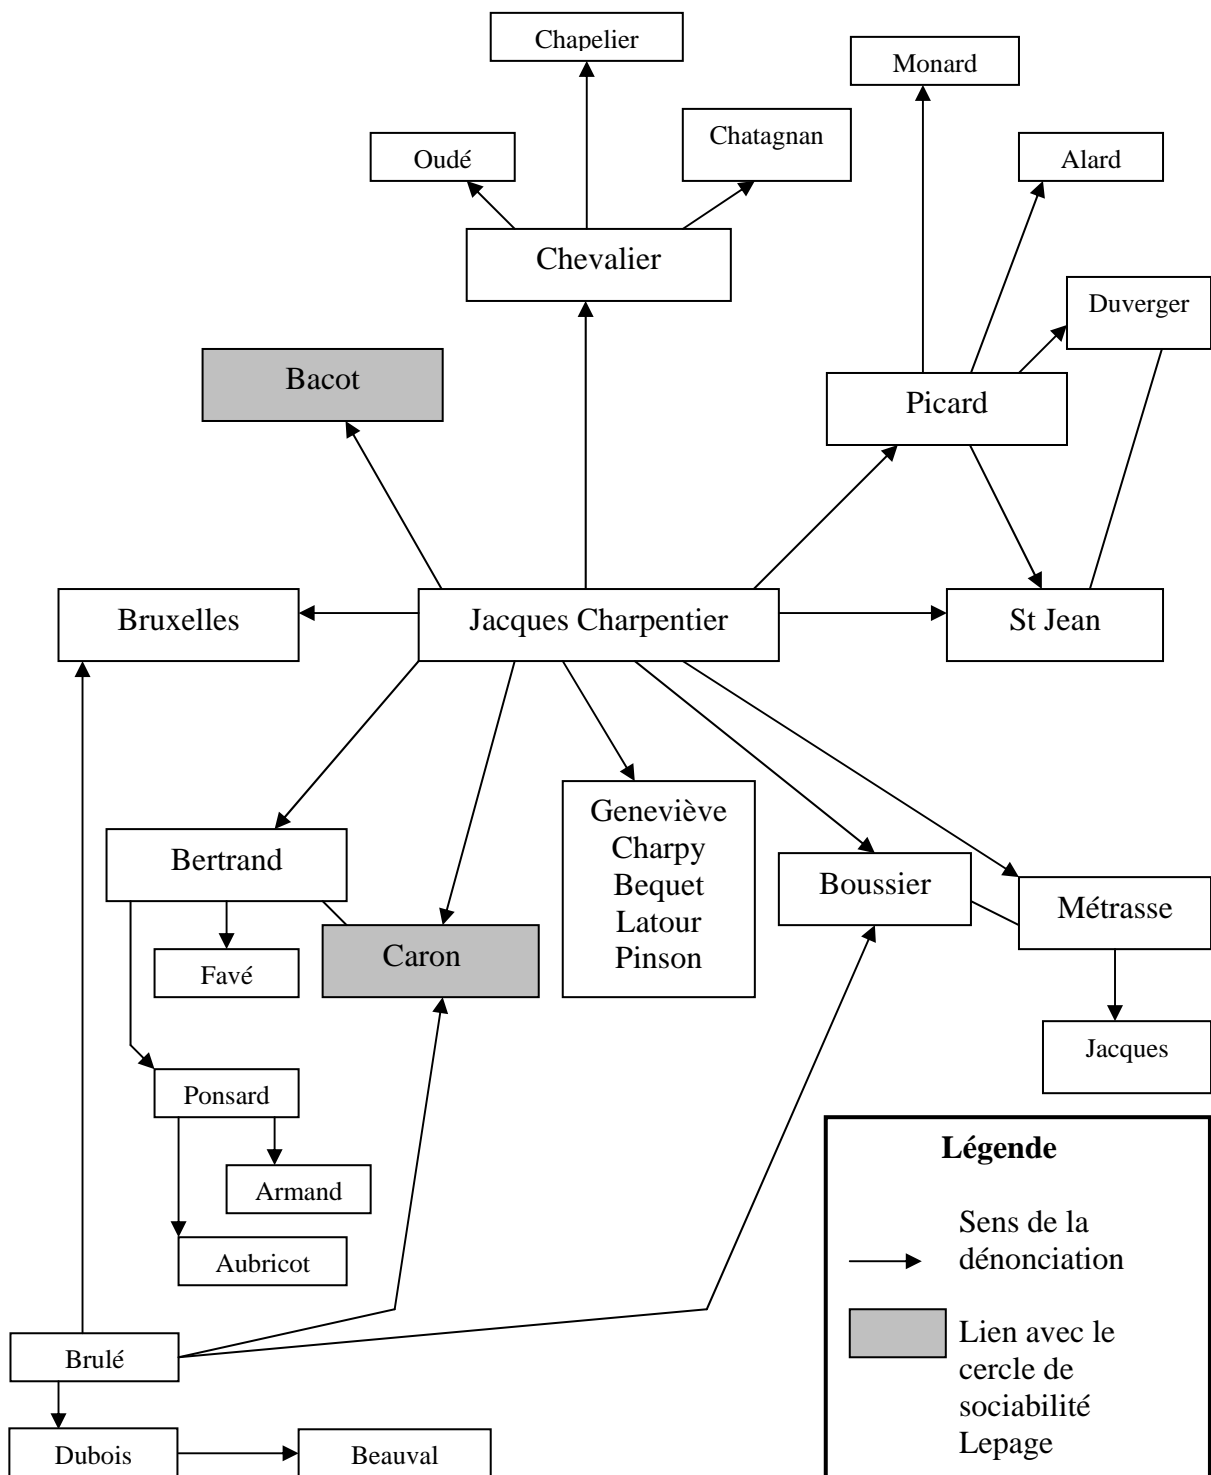 Chapelier
Monard
Chatagnan
Oudé
Alard
Chevalier
Duverger
Bacot
Picard
Bruxelles
Jacques Charpentier
St Jean
Geneviève
Charpy
Bequet
Latour
Pinson
Bertrand
Boussier
Métrasse
Caron
Favé
Jacques
Ponsard
Armand
Aubricot
Brulé
Dubois
Beauval
Légende
Sens de la
dénonciation
Lien avec le
cercle de
sociabilité
Lepage